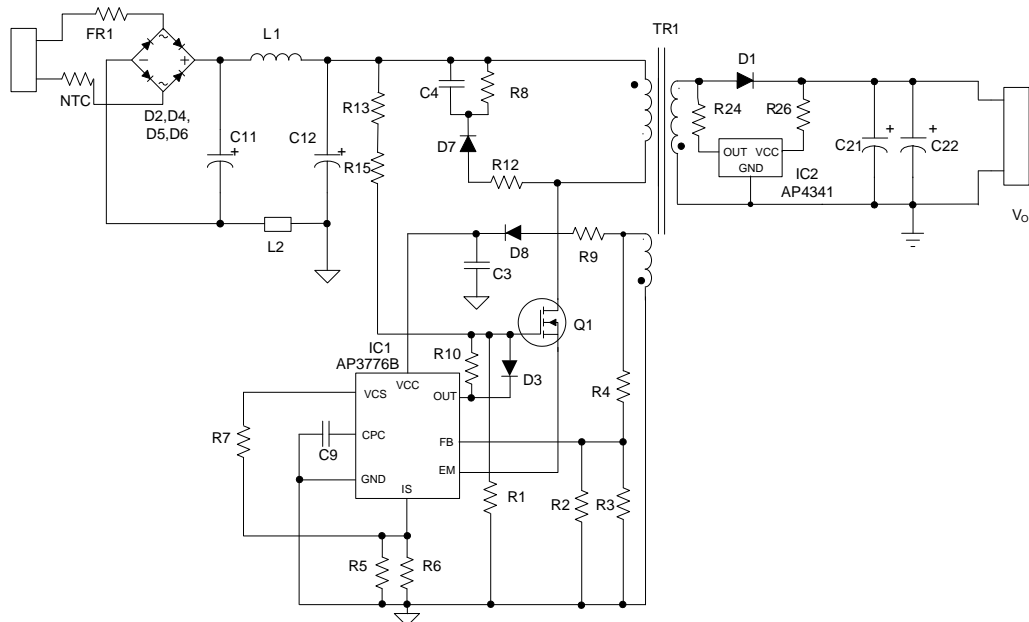 FR1
NTC
D2,D4,
D5,D6
L1
C11
C12
L2
R13
R15
C4
R8
D7
R12
TR1
D1
R24
R26
OUT VCC
GND
IC2
AP4341
C21
C22
VO
C3
D8
R9
Q1
IC1
AP3776B
R10
D3
VCS
VCC
OUT
CPC
FB
GND
EM
IS
R7
C9
R1
R4
R2
R3
R5
R6